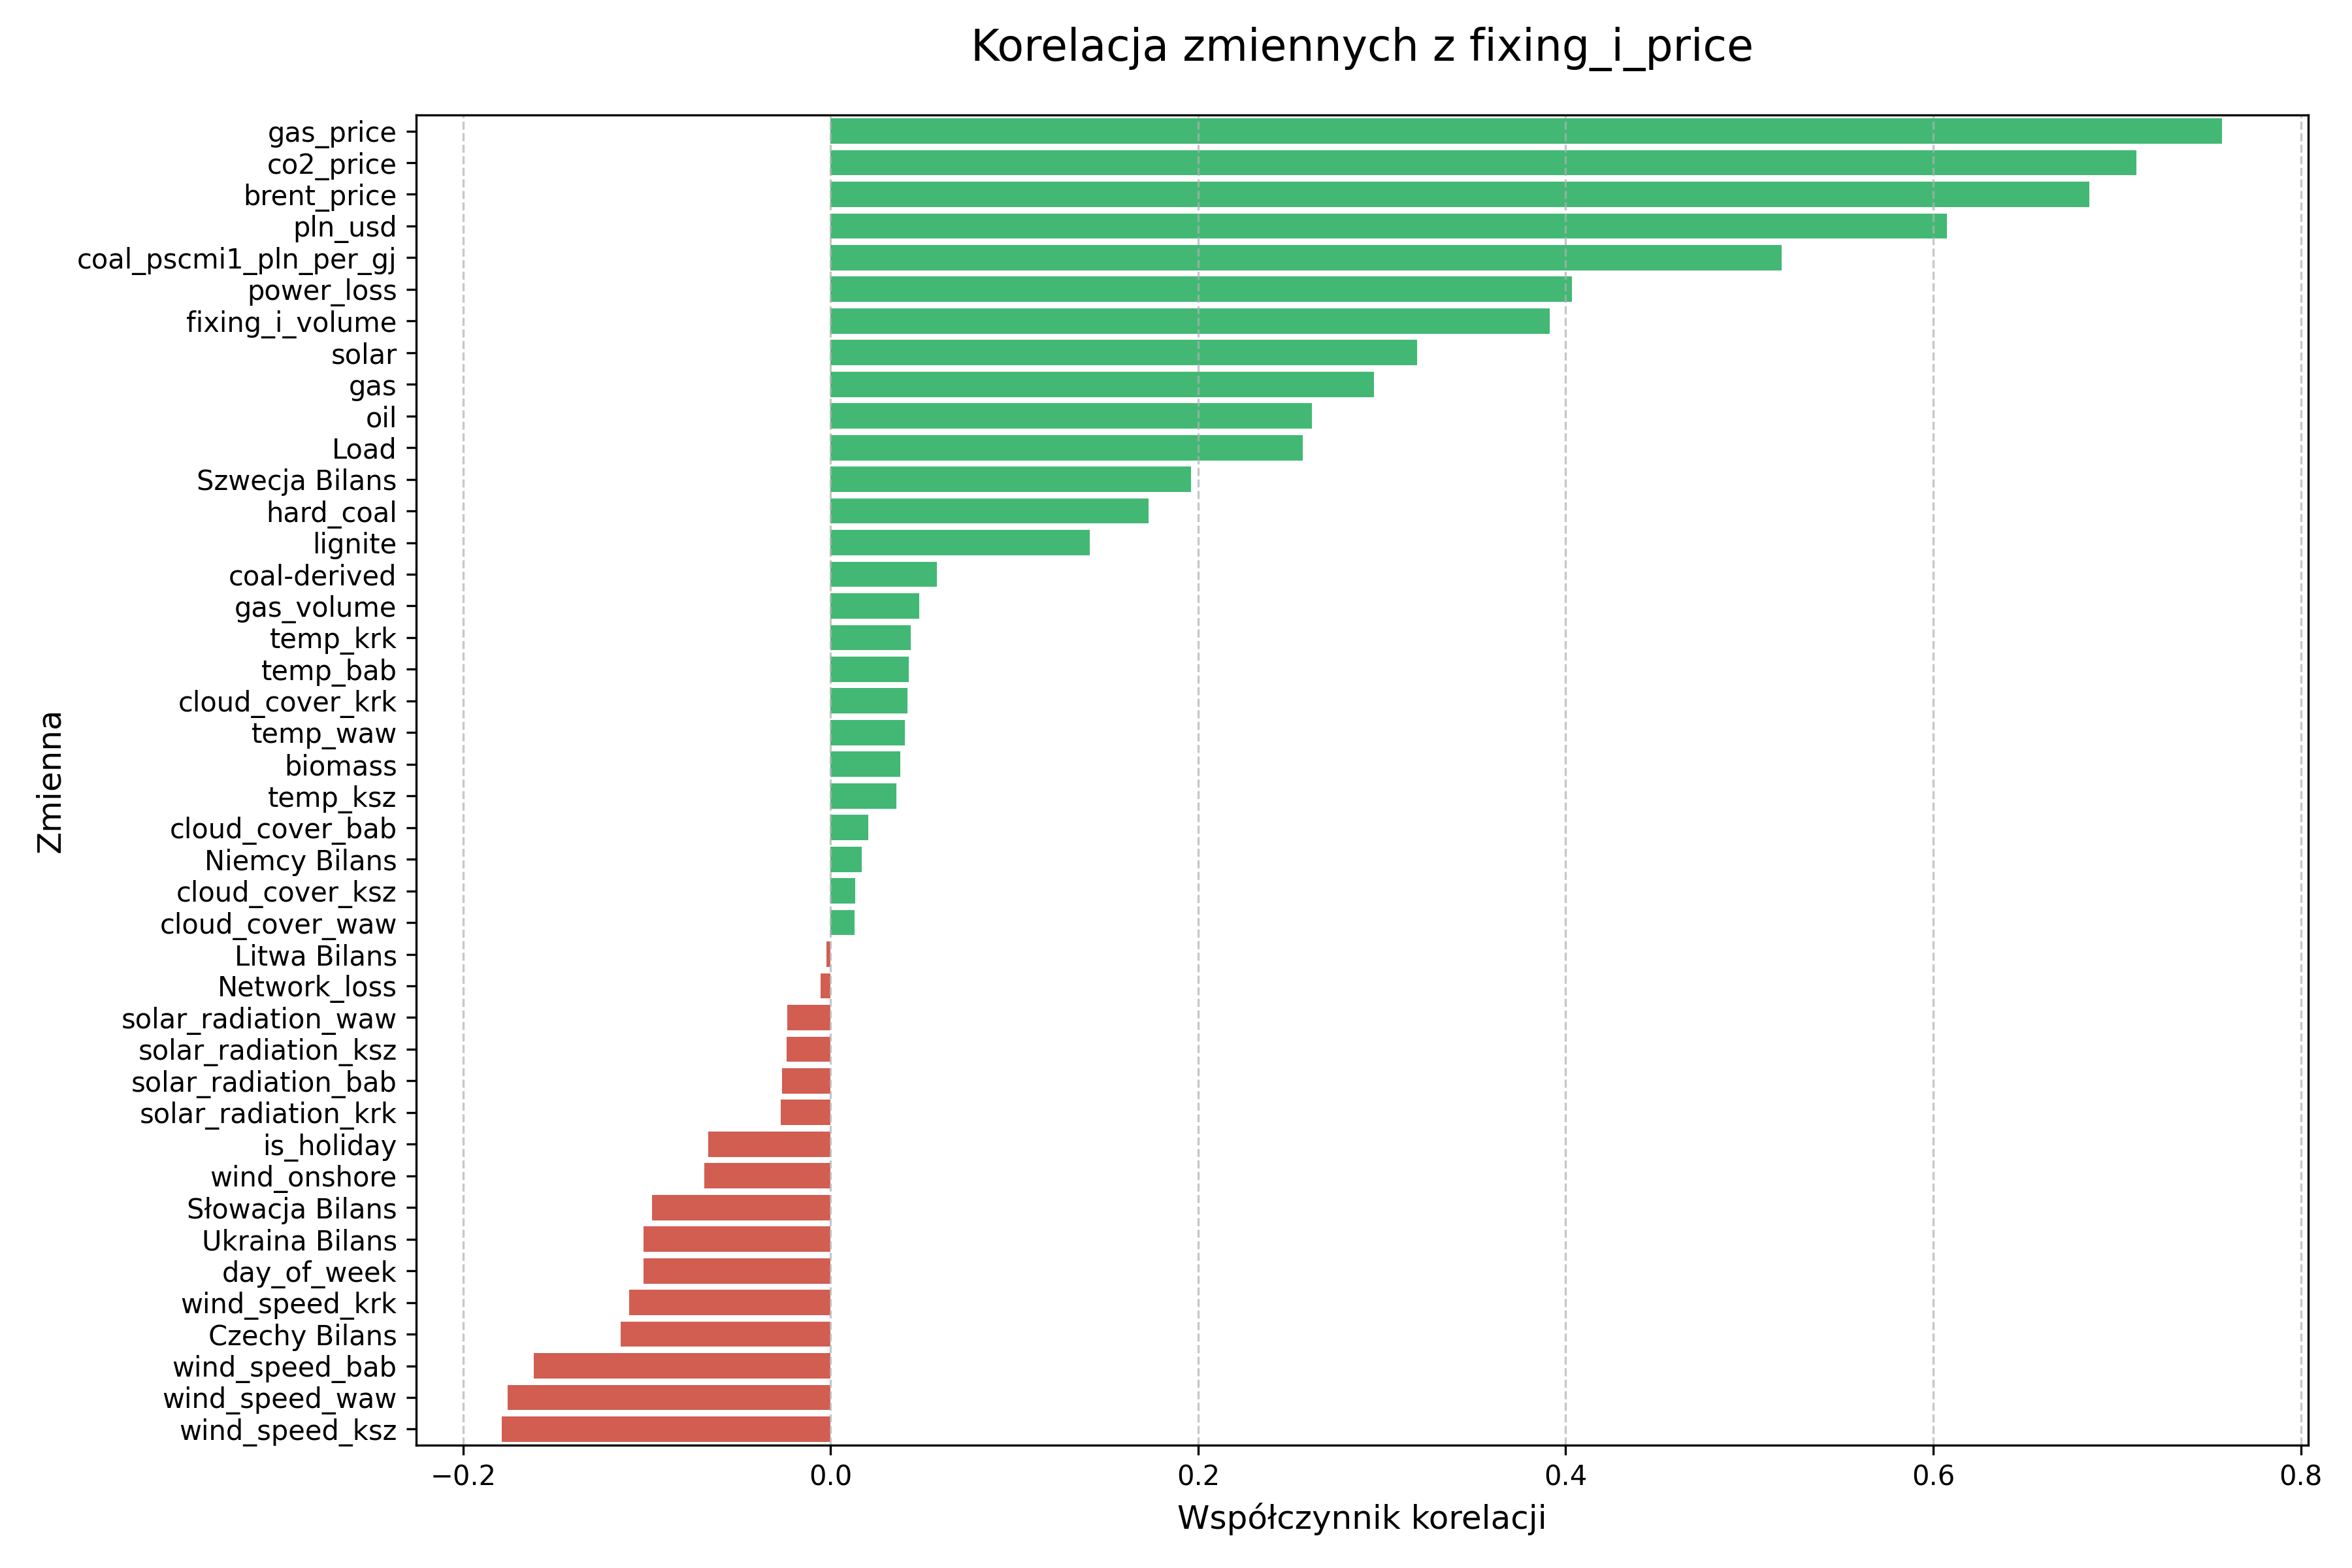 Korelacja zmiennych z fixing_i_price
gas_price
co2_price
brent_price
pln_usd
coal_pscmi1_pln_per_gj
power_loss
fixing_i_volume
solar
gas
oil
Load
Szwecja Bilans
hard_coal
lignite
coal-derived
gas_volume
temp_krk
temp_bab
cloud_cover_krk
temp_waw
biomass
temp_ksz
cloud_cover_bab
Niemcy Bilans
cloud_cover_ksz
cloud_cover_waw
Litwa Bilans
Network_loss
solar_radiation_waw
solar_radiation_ksz
solar_radiation_bab
solar_radiation_krk
is_holiday
wind_onshore
Słowacja Bilans
Ukraina Bilans
day_of_week
wind_speed_krk
Czechy Bilans
wind_speed_bab
wind_speed_waw
wind_speed_ksz
Zmienna
−0.2 0.0 0.2 0.4 0.6 0.8
Współczynnik korelacji